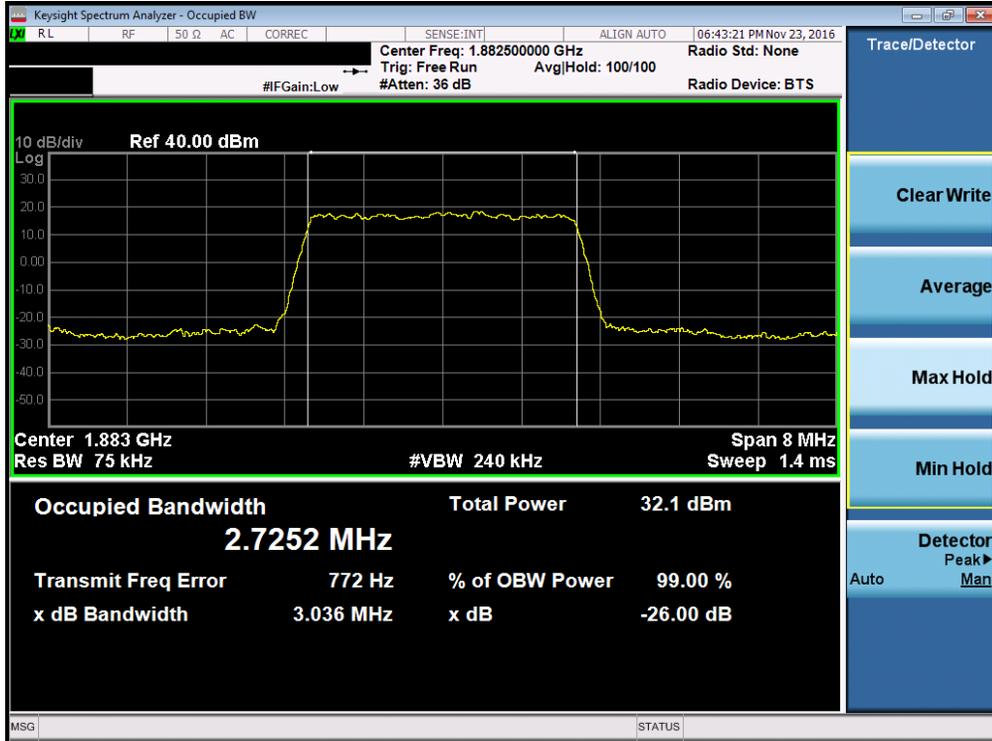 Keysight Spectrum Analyzer - Occupied BW
LXI RL RF 50 Ω AC CORREC SENSE:INT ALIGN AUTO 06:43:21 PM Nov 23, 2016
Center Freq: 1.882500000 GHz Radio Std: None
Trig: Free Run Avg|Hold: 100/100
#IFGain:Low #Atten: 36 dB Radio Device: BTS
10 dB/div Ref 40.00 dBm
Log
30.0
20.0
10.0
0.00
-10.0
-20.0
-30.0
-40.0
-50.0
Center 1.883 GHz Span 8 MHz
Res BW 75 kHz #VBW 240 kHz Sweep 1.4 ms
Occupied Bandwidth Total Power 32.1 dBm
2.7252 MHz
Transmit Freq Error 772 Hz % of OBW Power 99.00 %
x dB Bandwidth 3.036 MHz x dB -26.00 dB
MSG STATUS
Trace/Detector
Clear Write
Average
Max Hold
Min Hold
Detector
Peak▶
Auto Man